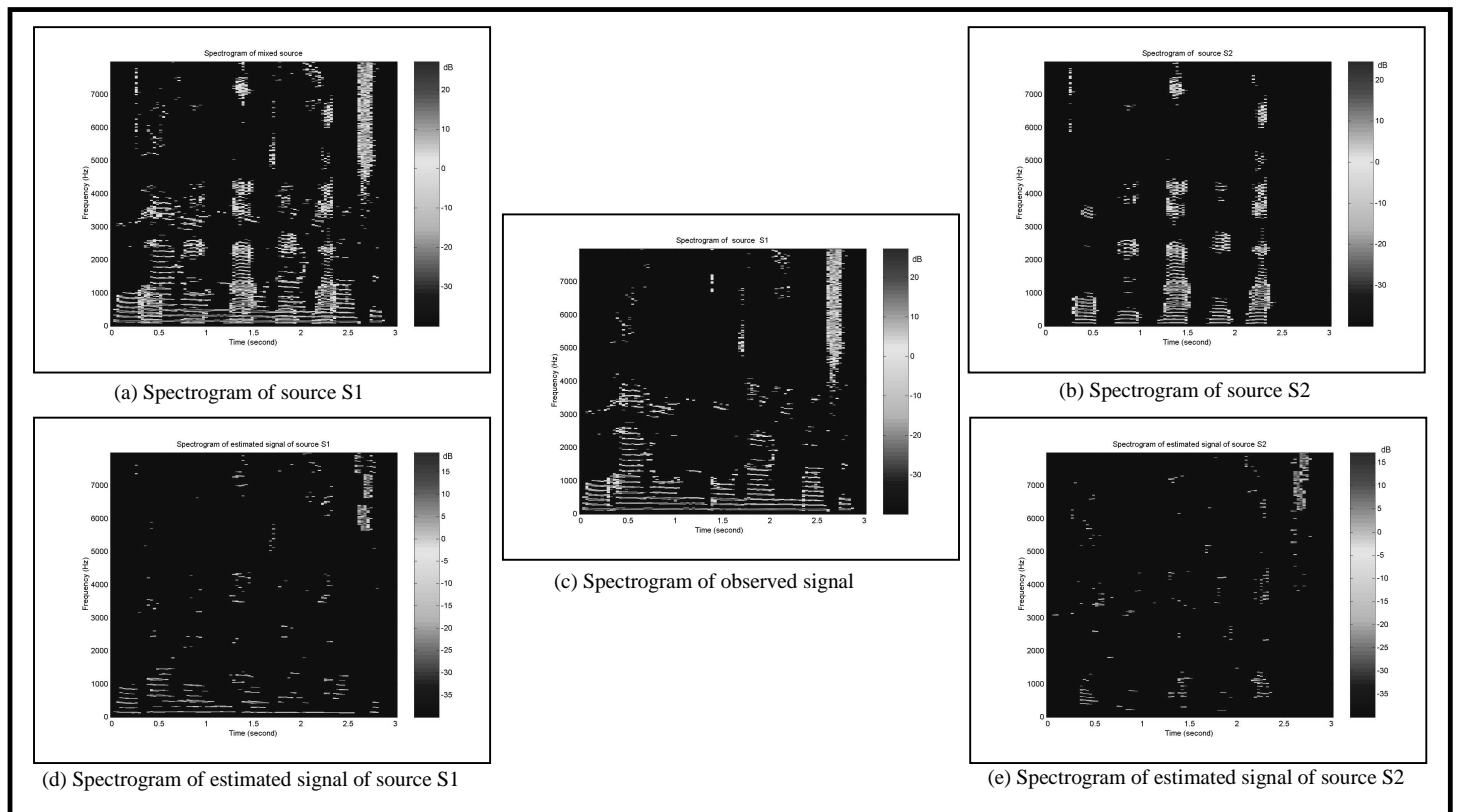 Spectrogram of mixed source
dB
20
10
0
-10
-20
-30
7000
6000
5000
4000
3000
2000
1000
0
Frequency (Hz)
0 0.5 1 1.5 2 2.5 3
Time (second)
(a) Spectrogram of source S1
Spectrogram of source S2
dB
20
10
0
-10
-20
-30
7000
6000
5000
4000
3000
2000
1000
0
Frequency (Hz)
0 0.5 1 1.5 2 2.5 3
Time (second)
(b) Spectrogram of source S2
Spectrogram of source S1
dB
20
10
0
-10
-20
-30
7000
6000
5000
4000
3000
2000
1000
0
Frequency (Hz)
0 0.5 1 1.5 2 2.5 3
Time (second)
(c) Spectrogram of observed signal
Spectrogram of estimated signal of source S1
dB
15
10
5
0
-5
-10
-15
-20
-25
-30
-35
7000
6000
5000
4000
3000
2000
1000
0
Frequency (Hz)
0 0.5 1 1.5 2 2.5 3
Time (second)
(d) Spectrogram of estimated signal of source S1
Spectrogram of estimated signal of source S2
dB
15
10
5
0
-5
-10
-15
-20
-25
-30
-35
7000
6000
5000
4000
3000
2000
1000
0
Frequency (Hz)
0 0.5 1 1.5 2 2.5 3
Time (second)
(e) Spectrogram of estimated signal of source S2